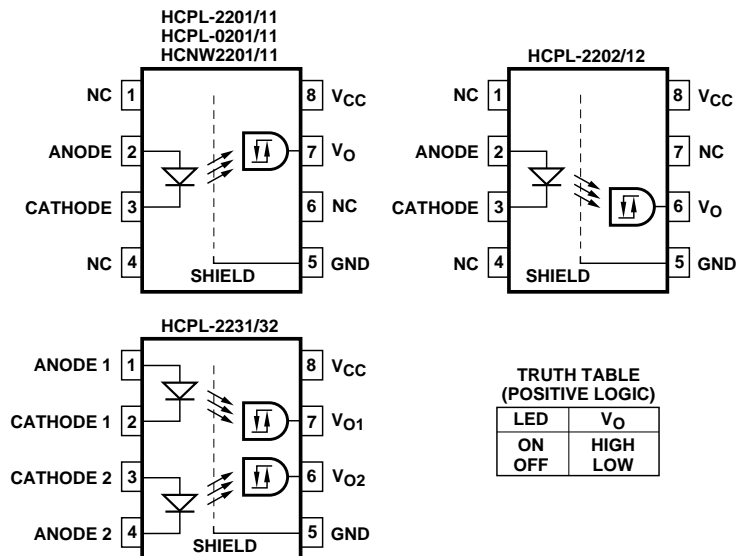 HCPL-2201/11
HCPL-0201/11
HCNW2201/11
NC 1
ANODE 2
CATHODE 3
NC 4
8 VCC
7 VO
6 NC
5 GND
SHIELD
HCPL-2202/12
NC 1
ANODE 2
CATHODE 3
NC 4
8 VCC
7 NC
6 VO
5 GND
SHIELD
HCPL-2231/32
ANODE 1 1
CATHODE 1 2
CATHODE 2 3
ANODE 2 4
8 VCC
7 VO1
6 VO2
5 GND
SHIELD
TRUTH TABLE
(POSITIVE LOGIC)
LED VO
ON HIGH
OFF LOW